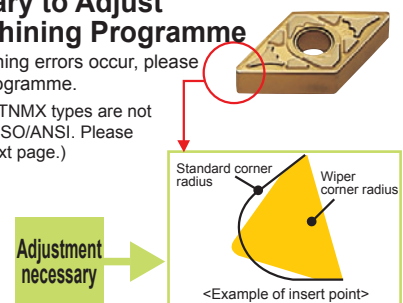 ary to Adjust
hining Programme
ning errors occur, please
ogramme.
TNMX types are not
SO/ANSI. Please
xt page.)
Standard corner
radius
Wiper
corner radius
Adjustment
necessary
<Example of insert point>